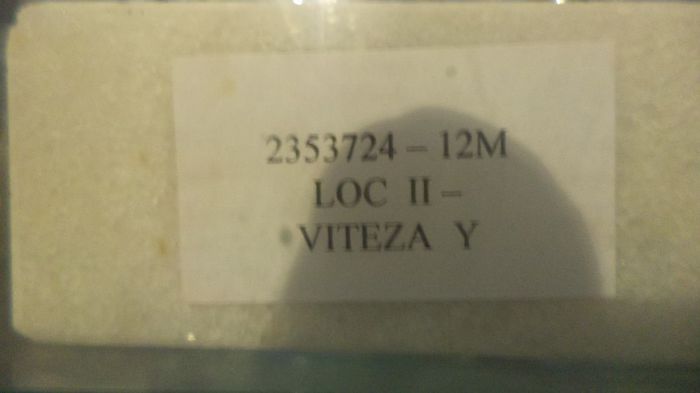 2353724 – 12M
LOC II –
VITEZA Y